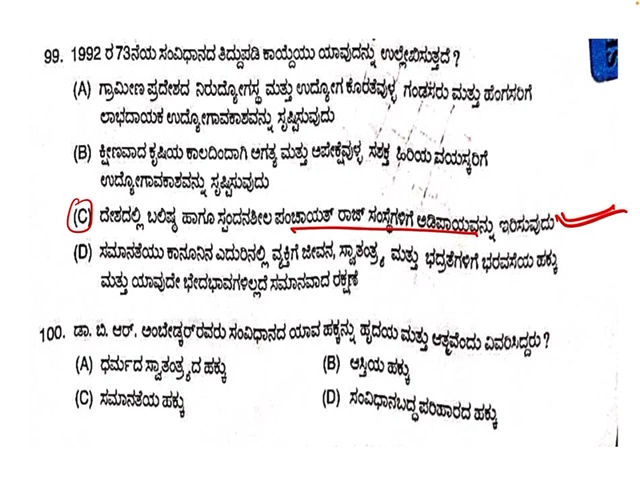 99. 1992 ರ 73ನೆಯ ಸಂವಿಧಾನದ ತಿದ್ದುಪಡಿ ಕಾಯ್ದೆಯು ಯಾವುದನ್ನು ಉಲ್ಲೇಖಿಸುತ್ತದೆ ?
(A) ಗ್ರಾಮೀಣ ಪ್ರದೇಶದ ನಿರುದ್ಯೋಗಸ್ಥ ಮತ್ತು ಉದ್ಯೋಗ ಕೊರತೆವುಳ್ಳ ಗಂಡಸರು ಮತ್ತು ಹೆಂಗಸರಿಗೆ
ಲಾಭದಾಯಕ ಉದ್ಯೋಗಾವಕಾಶವನ್ನು ಸೃಷ್ಟಿಸುವುದು
(B) ಕ್ಷೀಣವಾದ ಕೃಷಿಯ ಕಾಲದಿಂದಾಗಿ ಅಗತ್ಯ ಮತ್ತು ಅಪೇಕ್ಷೆವುಳ್ಳ ಸಶಕ್ತ ಹಿರಿಯ ವಯಸ್ಕರಿಗೆ
ಉದ್ಯೋಗಾವಕಾಶವನ್ನು ಸೃಷ್ಟಿಸುವುದು
(C) ದೇಶದಲ್ಲಿ ಬಲಿಷ್ಠ ಹಾಗೂ ಸ್ಪಂದನಶೀಲ ಪಂಚಾಯತ್ ರಾಜ್ ಸಂಸ್ಥೆಗಳಿಗೆ ಅಡಿಪಾಯವನ್ನು ಇರಿಸುವುದು
(D) ಸಮಾನತೆಯು ಕಾನೂನಿನ ಎದುರಿನಲ್ಲಿ ವ್ಯಕ್ತಿಗೆ ಜೀವನ, ಸ್ವಾತಂತ್ರ್ಯ ಮತ್ತು ಭದ್ರತೆಗಳಿಗೆ ಭರವಸೆಯ ಹಕ್ಕು
ಮತ್ತು ಯಾವುದೇ ಭೇದಭಾವಗಳಿಲ್ಲದೆ ಸಮಾನವಾದ ರಕ್ಷಣೆ
100. ಡಾ. ಬಿ. ಆರ್. ಅಂಬೇಡ್ಕರ್‌ರವರು ಸಂವಿಧಾನದ ಯಾವ ಹಕ್ಕನ್ನು ಹೃದಯ ಮತ್ತು ಆತ್ಮವೆಂದು ವಿವರಿಸಿದ್ದರು ?
(A) ಧರ್ಮದ ಸ್ವಾತಂತ್ರ್ಯದ ಹಕ್ಕು
(B) ಆಸ್ತಿಯ ಹಕ್ಕು
(C) ಸಮಾನತೆಯ ಹಕ್ಕು
(D) ಸಂವಿಧಾನಬದ್ಧ ಪರಿಹಾರದ ಹಕ್ಕು